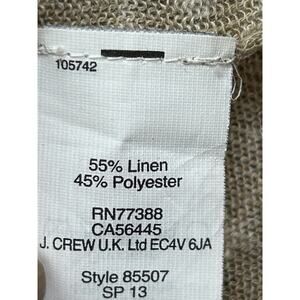 105742
55% Linen
45% Polyester
RN77388
CA56445
J. CREW U.K. Ltd EC4V 6JA
Style 85507
SP 13